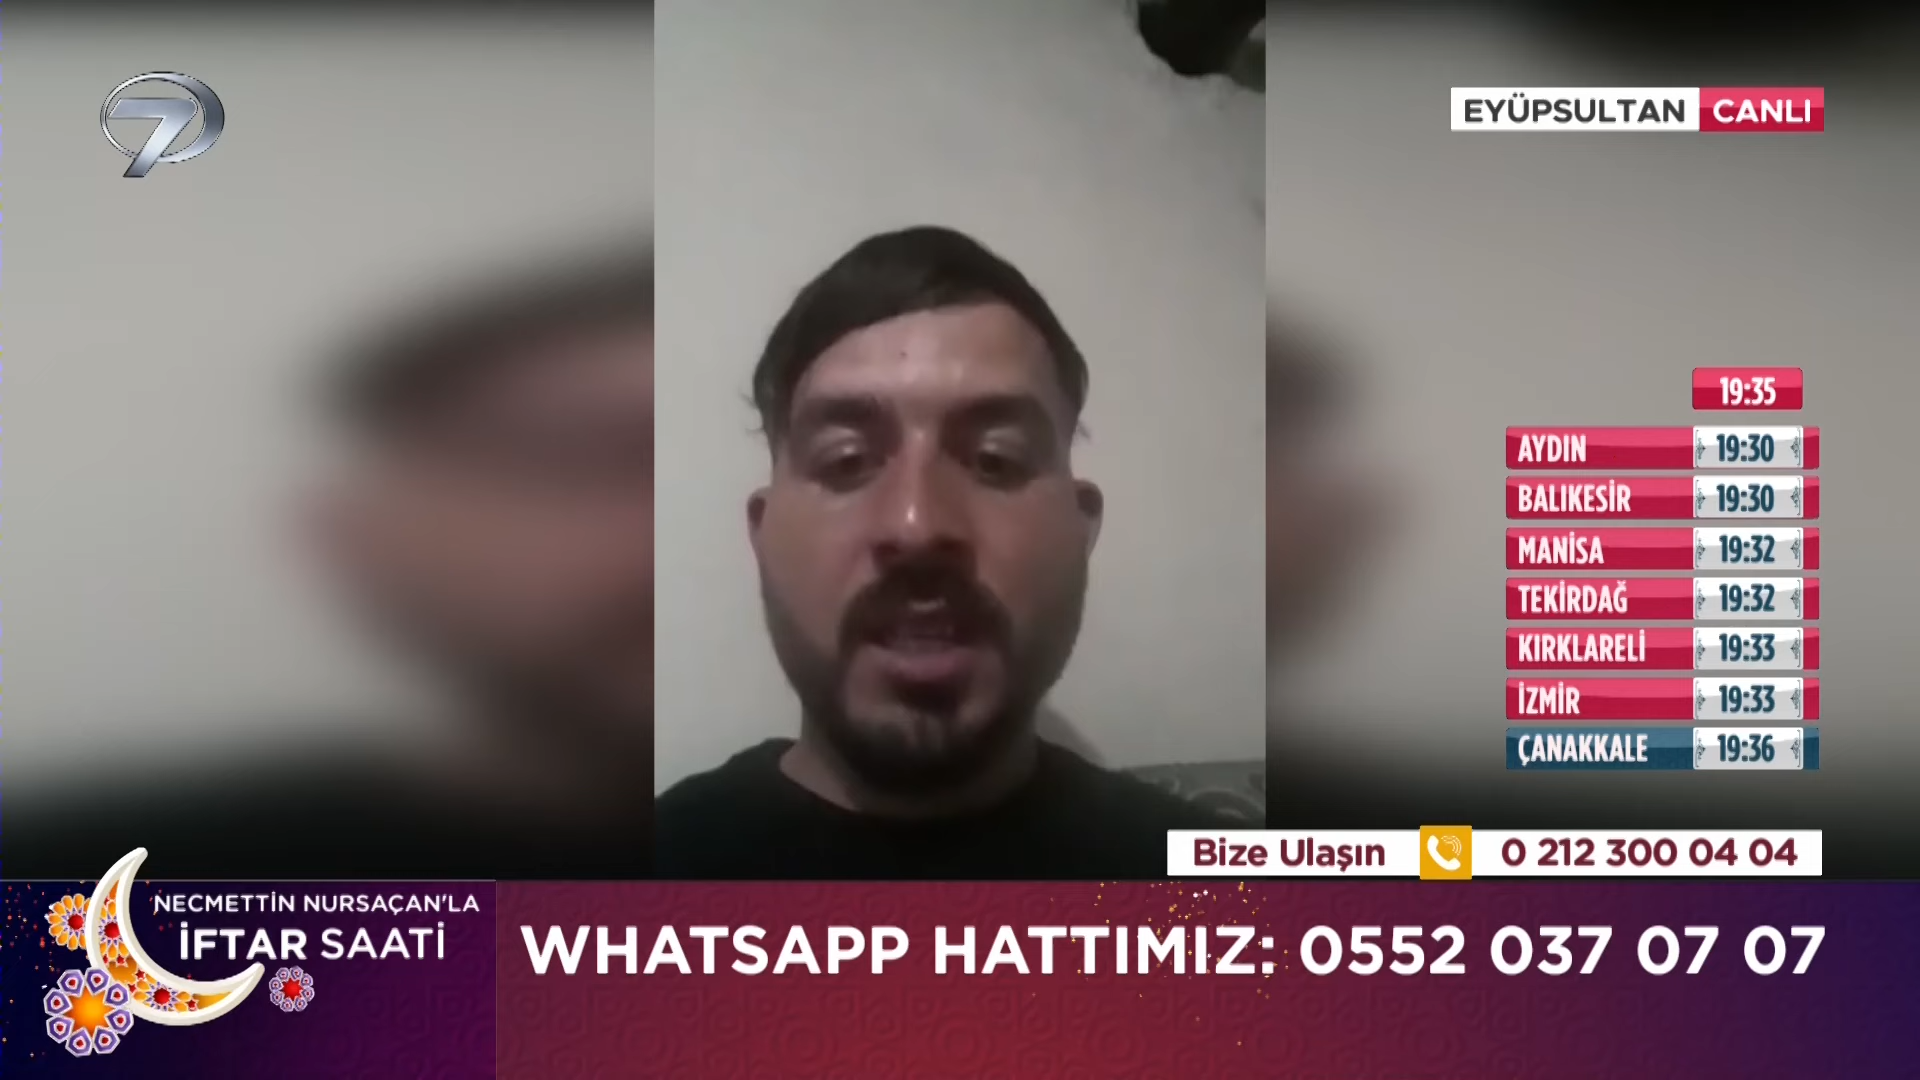 7
EYÜPSULTAN CANLI
19:35
AYDIN 19:30
BALIKESİR 19:30
MANİSA 19:32
TEKİRDAĞ 19:32
KIRKLARELİ 19:33
İZMİR 19:33
ÇANAKKALE 19:36
Bize Ulaşın 0 212 300 04 04
NECMETTİN NURSAÇAN'LA
İFTAR SAATİ
WHATSAPP HATTIMIZ: 0552 037 07 07